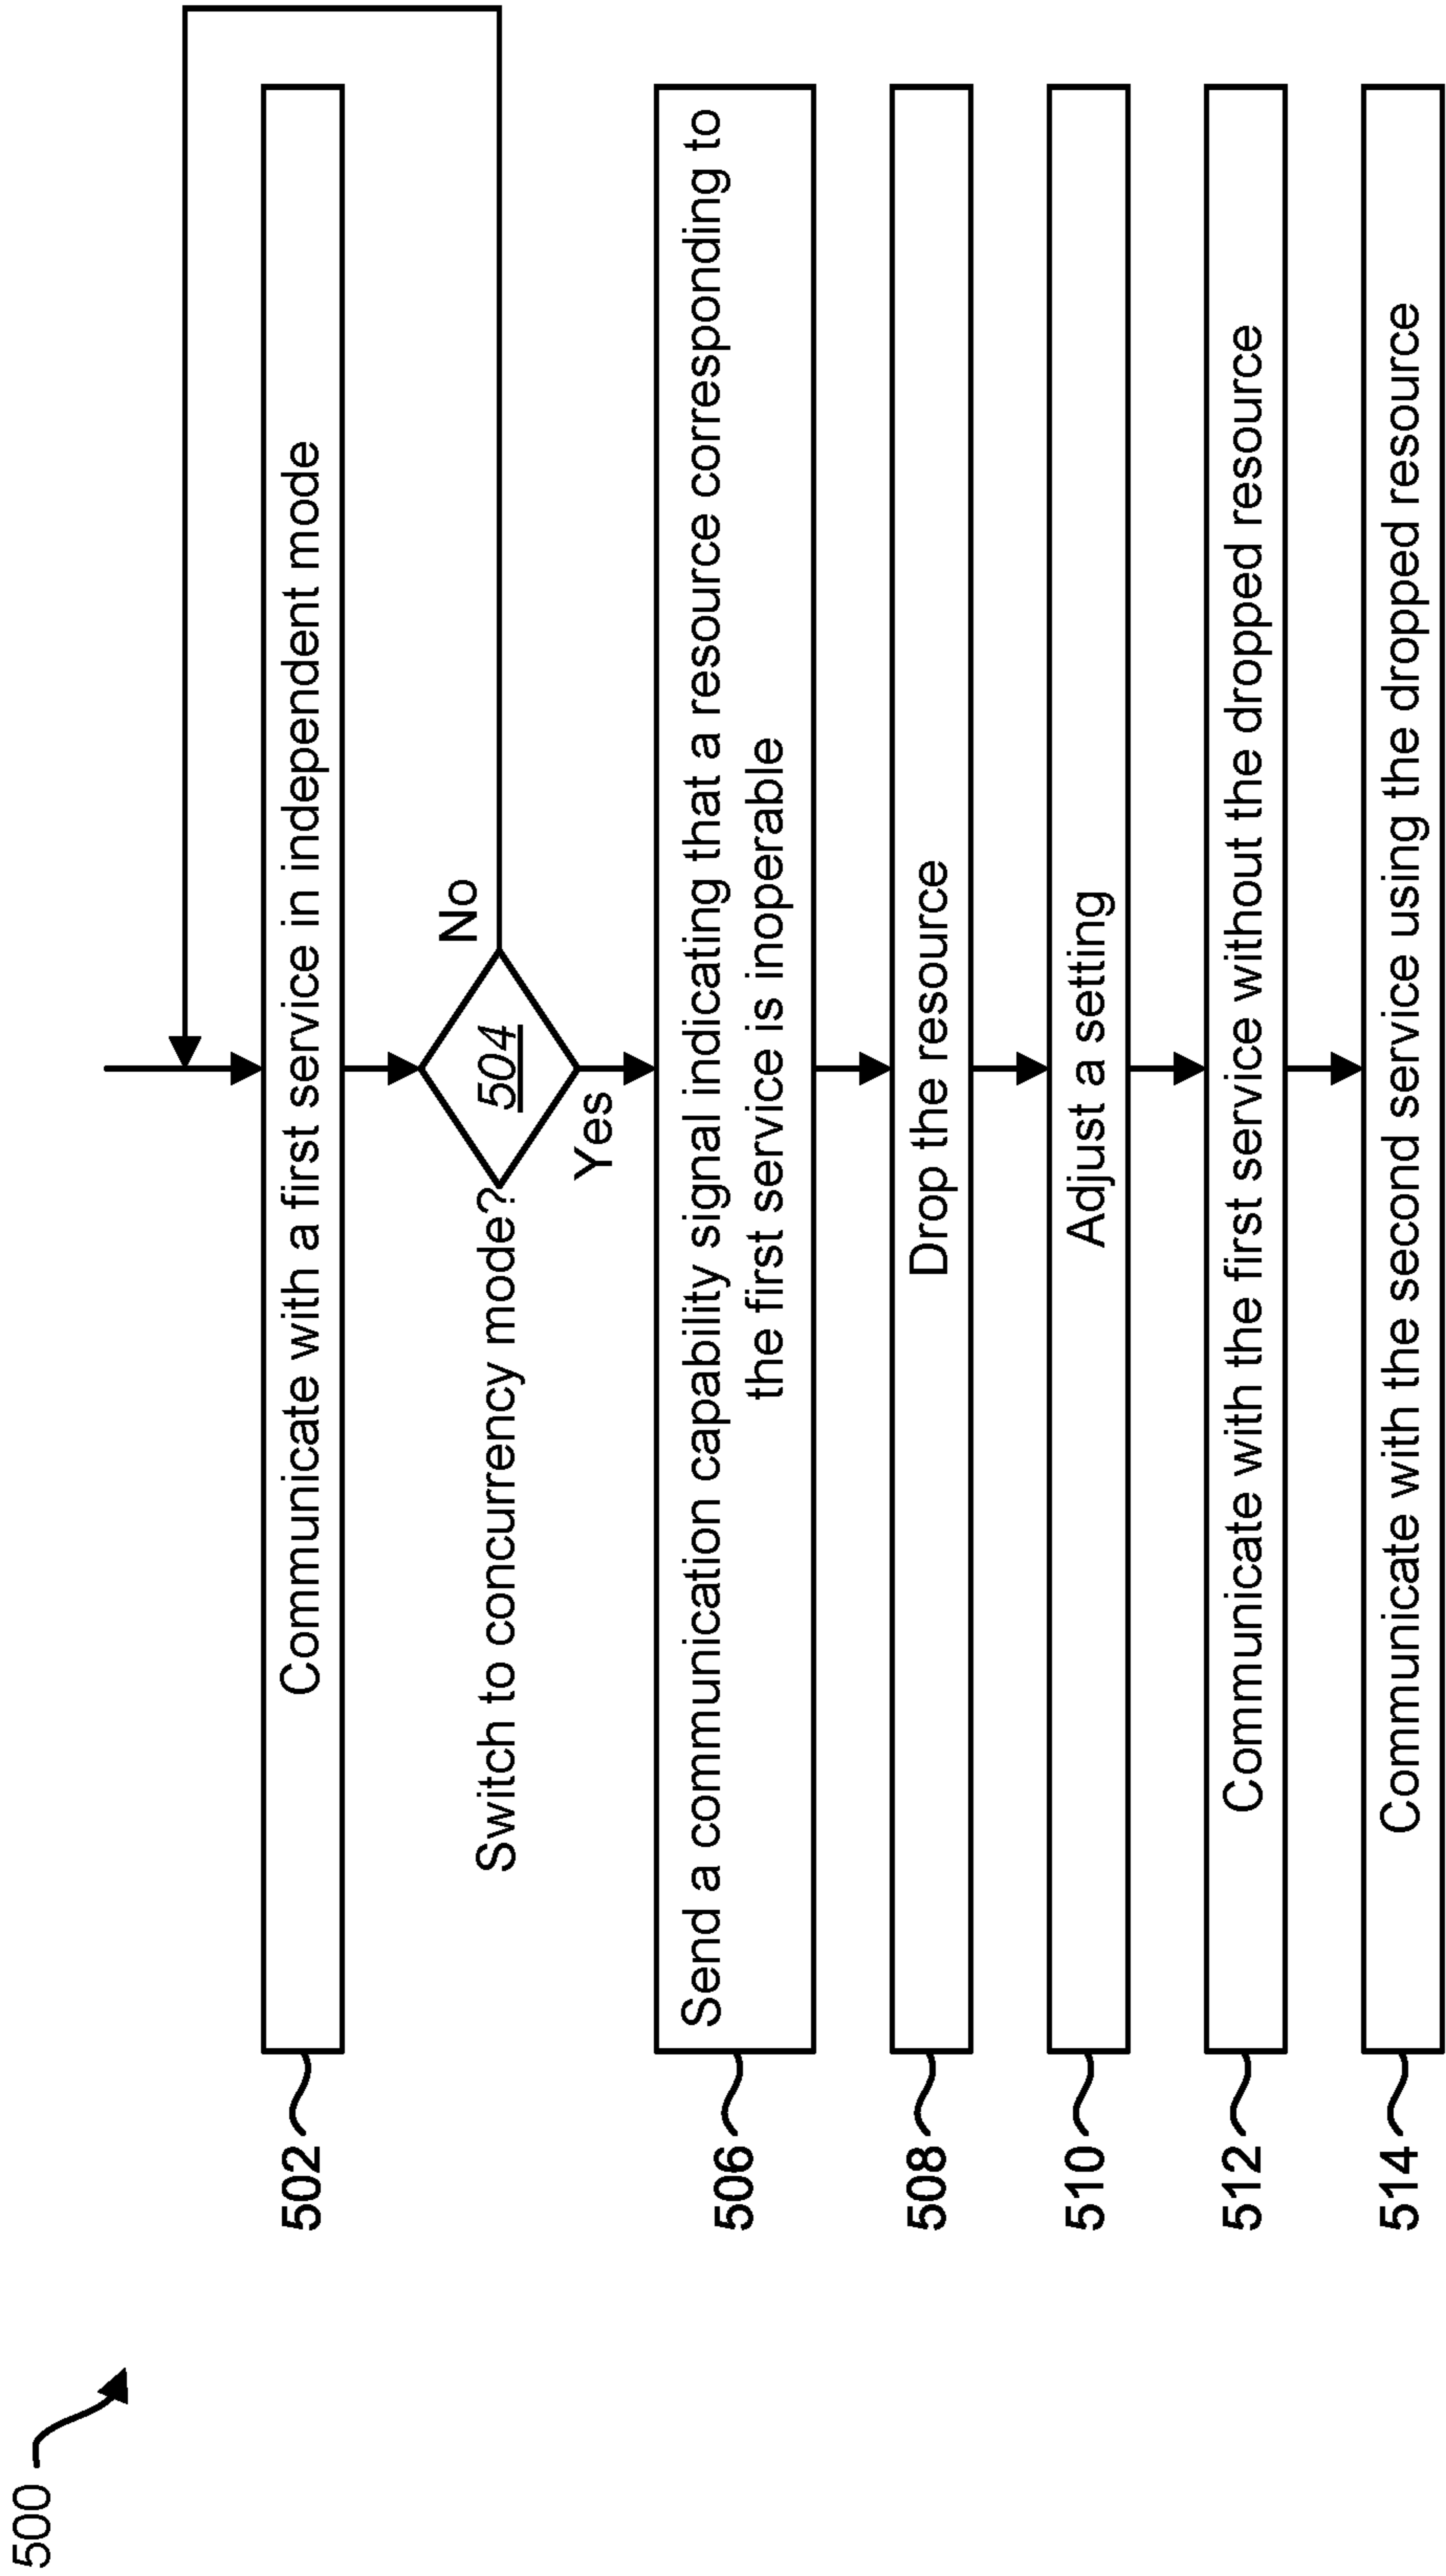 500
502
Communicate with a first service in independent mode
Switch to concurrency mode?
504
No
Yes
506
Send a communication capability signal indicating that a resource corresponding to
the first service is inoperable
508
Drop the resource
510
Adjust a setting
512
Communicate with the first service without the dropped resource
514
Communicate with the second service using the dropped resource